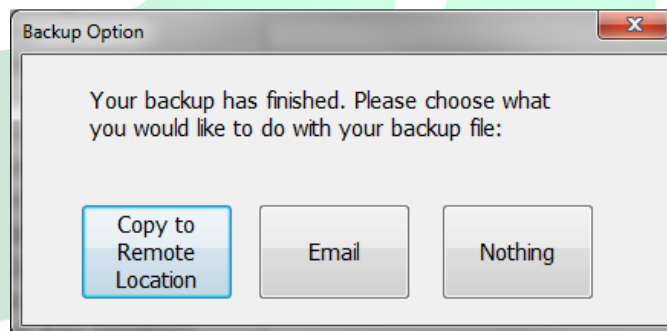 Backup Option
Your backup has finished. Please choose what
you would like to do with your backup file:
Copy to
Remote
Location
Email
Nothing